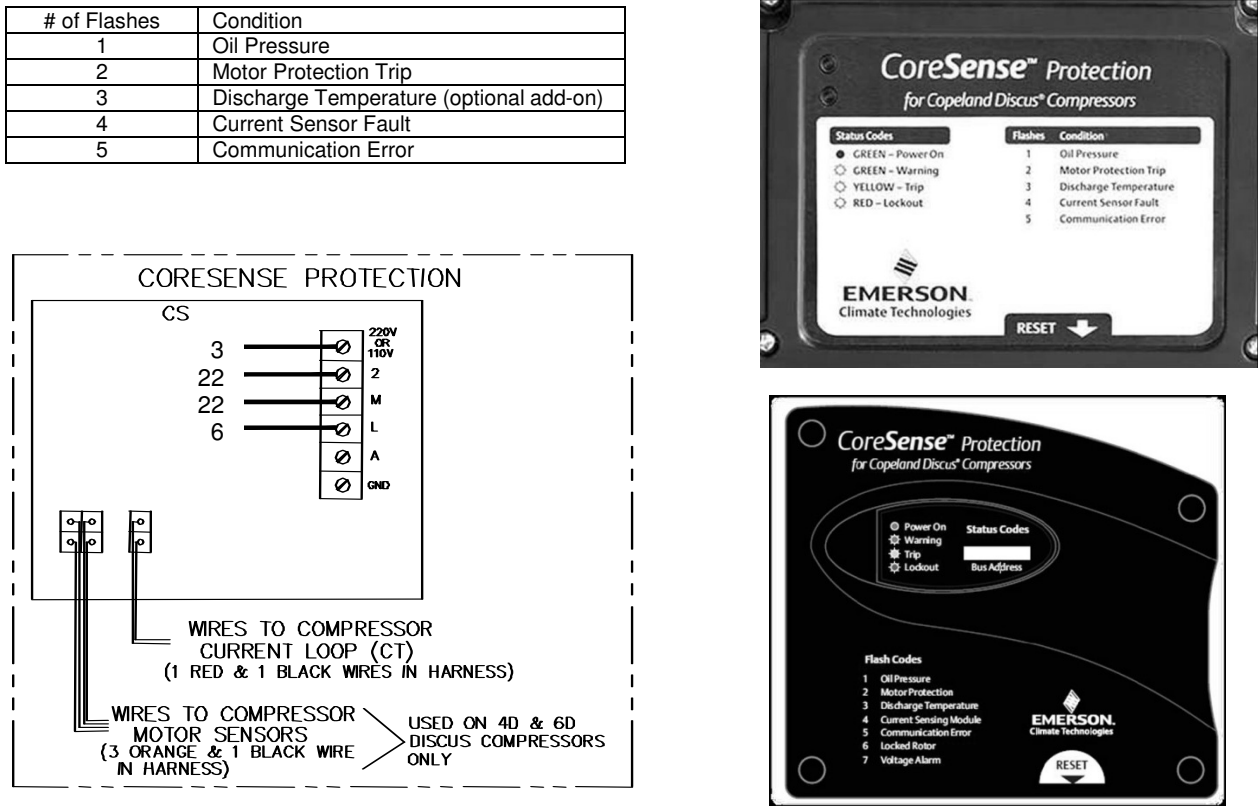 # of Flashes Condition
1 Oil Pressure
2 Motor Protection Trip
3 Discharge Temperature (optional add-on)
4 Current Sensor Fault
5 Communication Error
CORESENSE PROTECTION
CS
220V
OR
110V
3
22 2
22 M
6 L
A
GND
WIRES TO COMPRESSOR
CURRENT LOOP (CT)
(1 RED & 1 BLACK WIRES IN HARNESS)
WIRES TO COMPRESSOR
MOTOR SENSORS
(3 ORANGE & 1 BLACK WIRE
IN HARNESS)
USED ON 4D & 6D
DISCUS COMPRESSORS
ONLY
CoreSense™ Protection
for Copeland Discus® Compressors
Status Codes
GREEN – Power On
GREEN – Warning
YELLOW – Trip
RED – Lockout
Flashes Condition
1 Oil Pressure
2 Motor Protection Trip
3 Discharge Temperature
4 Current Sensor Fault
5 Communication Error
EMERSON.
Climate Technologies
RESET
CoreSense™ Protection
for Copeland Discus® Compressors
Power On
Warning
Trip
Lockout
Status Codes
Bus Address
Flash Codes
1 Oil Pressure
2 Motor Protection
3 Discharge Temperature
4 Current Sensing Module
5 Communication Error
6 Locked Rotor
7 Voltage Alarm
EMERSON.
Climate Technologies
RESET